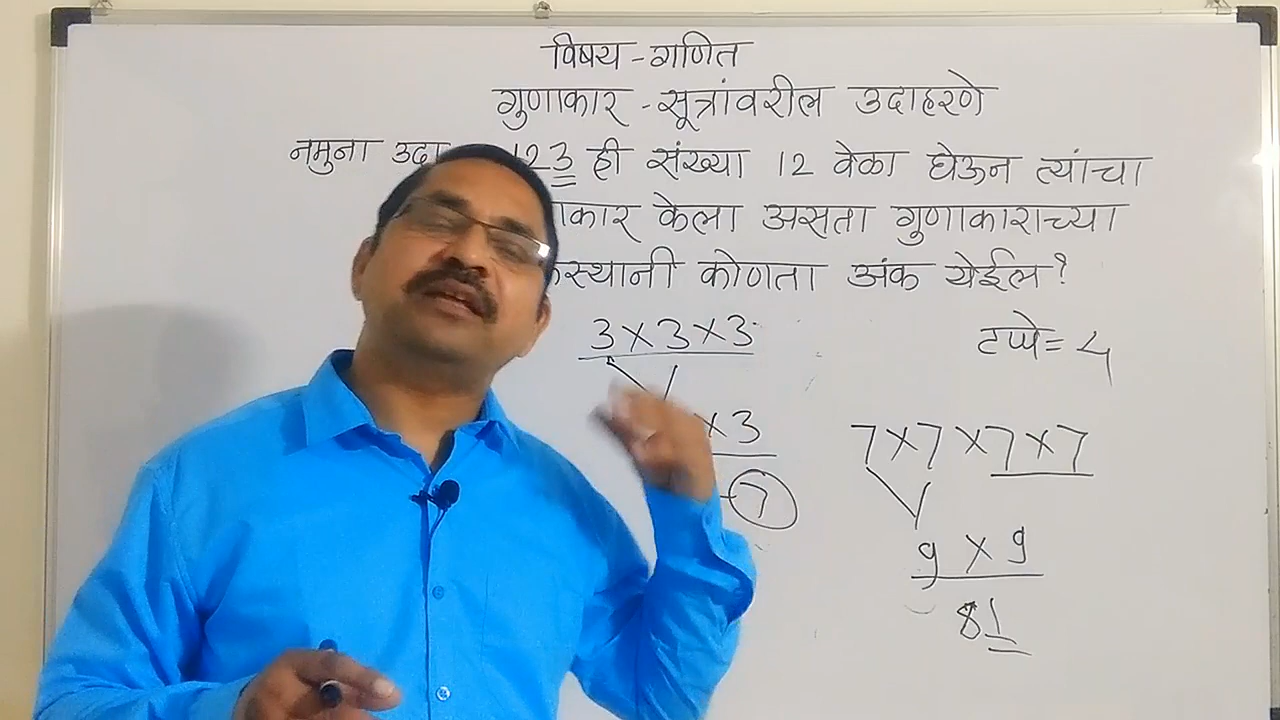 विषय - गणित
गुणाकार - सूत्रांवरील उदाहरणे
नमुना 123 ही संख्या 12 वेळा घेऊन त्यांचा
केला असता गुणाकाराच्या
कोणता अंक येईल?
3 × 3 × 3
टप्पे = 4
× 3
7 × 7 × 7 × 7
7
9 × 9
81